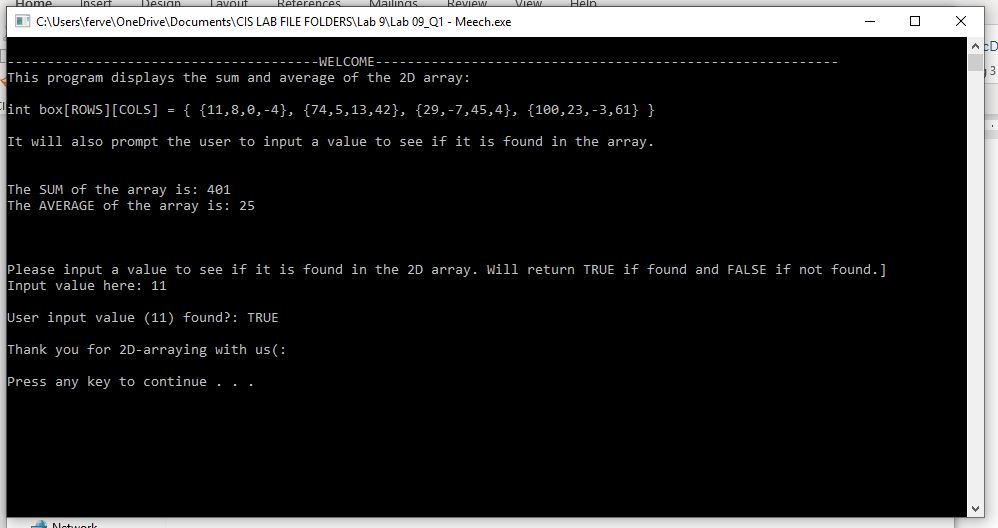 Home Insert Design Layout References Mailings Review View Help
C:\Users\ferve\OneDrive\Documents\CIS LAB FILE FOLDERS\Lab 9\Lab 09_Q1 - Meech.exe
---------------------------------------WELCOME----------------------------------------------------------
This program displays the sum and average of the 2D array:
int box[ROWS][COLS] = { {11,8,0,-4}, {74,5,13,42}, {29,-7,45,4}, {100,23,-3,61} }
It will also prompt the user to input a value to see if it is found in the array.
The SUM of the array is: 401
The AVERAGE of the array is: 25
Please input a value to see if it is found in the 2D array. Will return TRUE if found and FALSE if not found.]
Input value here: 11
User input value (11) found?: TRUE
Thank you for 2D-arraying with us(:
Press any key to continue . . .
Network